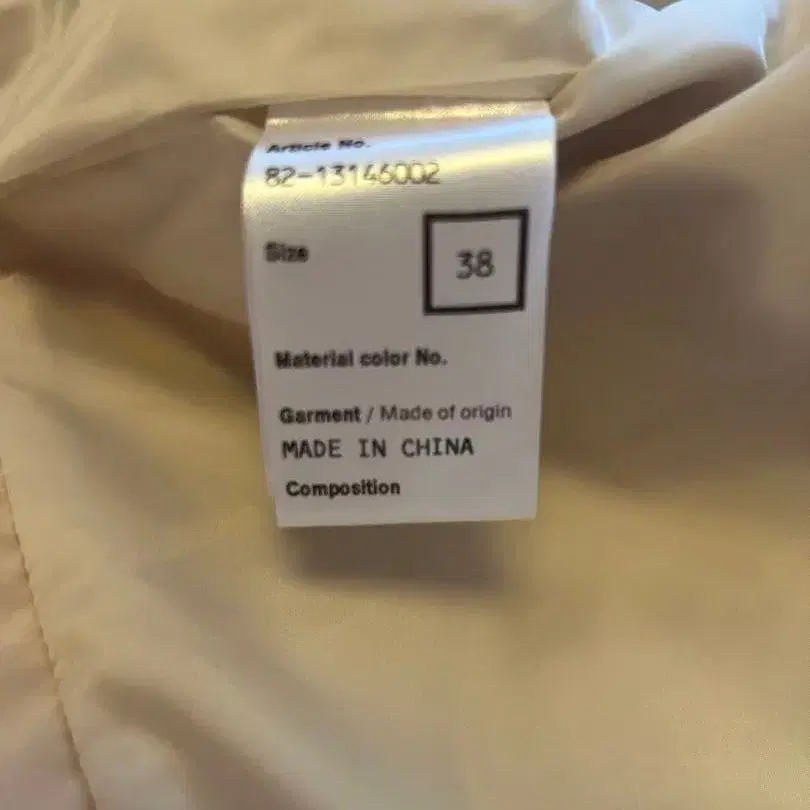 Article No.
82-13146002
Size
38
Material color No.
Garment / Made of origin
MADE IN CHINA
Composition